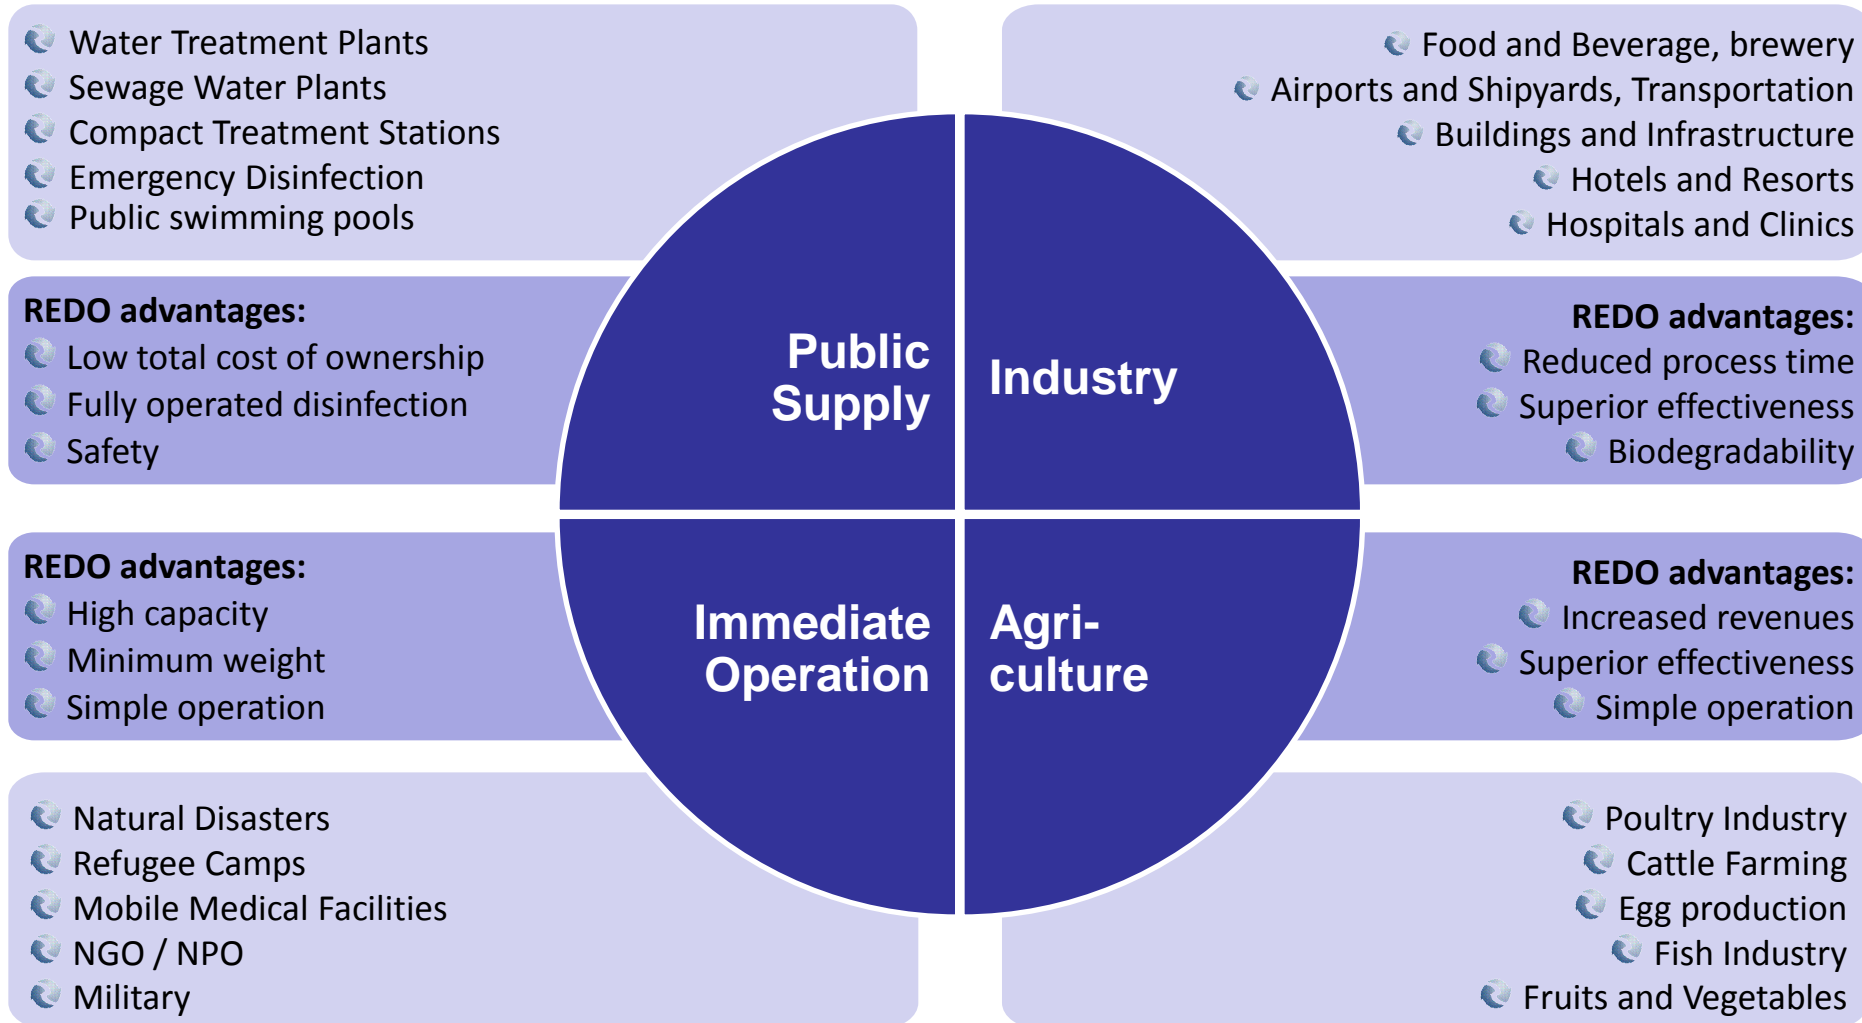 Water Treatment Plants
Sewage Water Plants
Compact Treatment Stations
Emergency Disinfection
Public swimming pools
Food and Beverage, brewery
Airports and Shipyards, Transportation
Buildings and Infrastructure
Hotels and Resorts
Hospitals and Clinics
REDO advantages:
Low total cost of ownership
Fully operated disinfection
Safety
Public
Supply
Industry
REDO advantages:
Reduced process time
Superior effectiveness
Biodegradability
REDO advantages:
High capacity
Minimum weight
Simple operation
Immediate
Operation
Agri-
culture
REDO advantages:
Increased revenues
Superior effectiveness
Simple operation
Natural Disasters
Refugee Camps
Mobile Medical Facilities
NGO / NPO
Military
Poultry Industry
Cattle Farming
Egg production
Fish Industry
Fruits and Vegetables